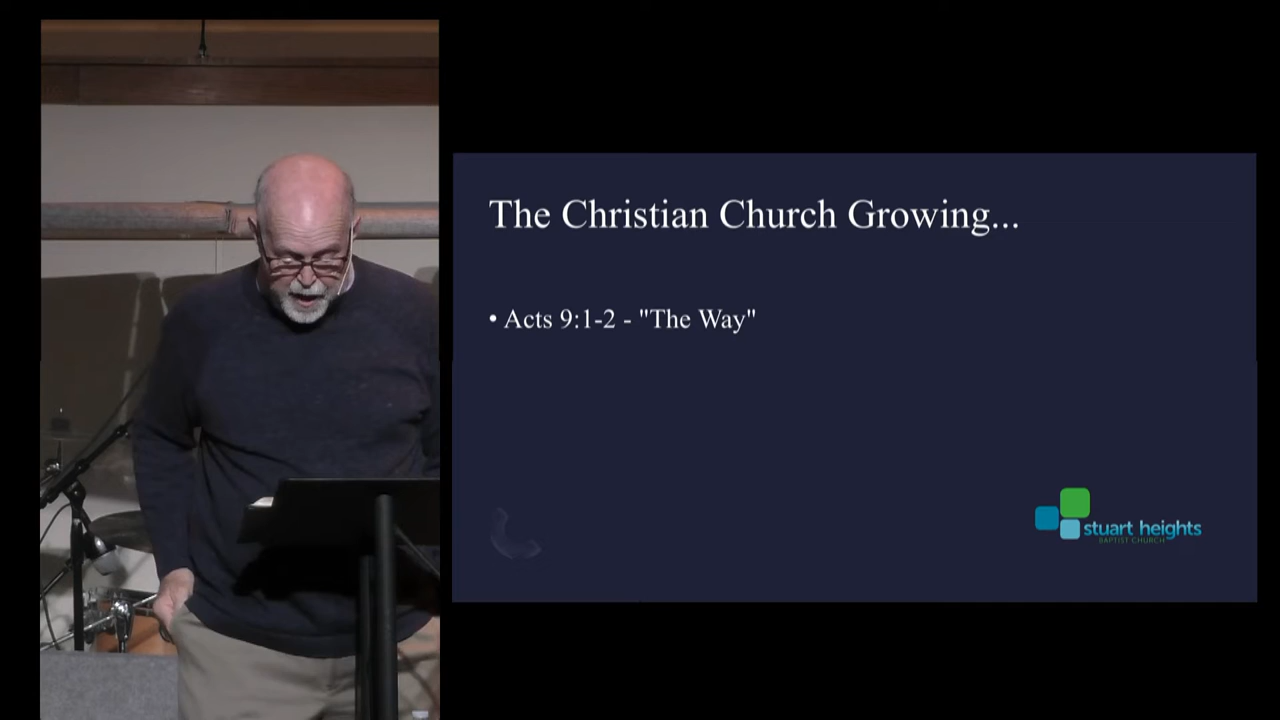 The Christian Church Growing...
• Acts 9:1-2 - "The Way"
stuart heights
BAPTIST CHURCH